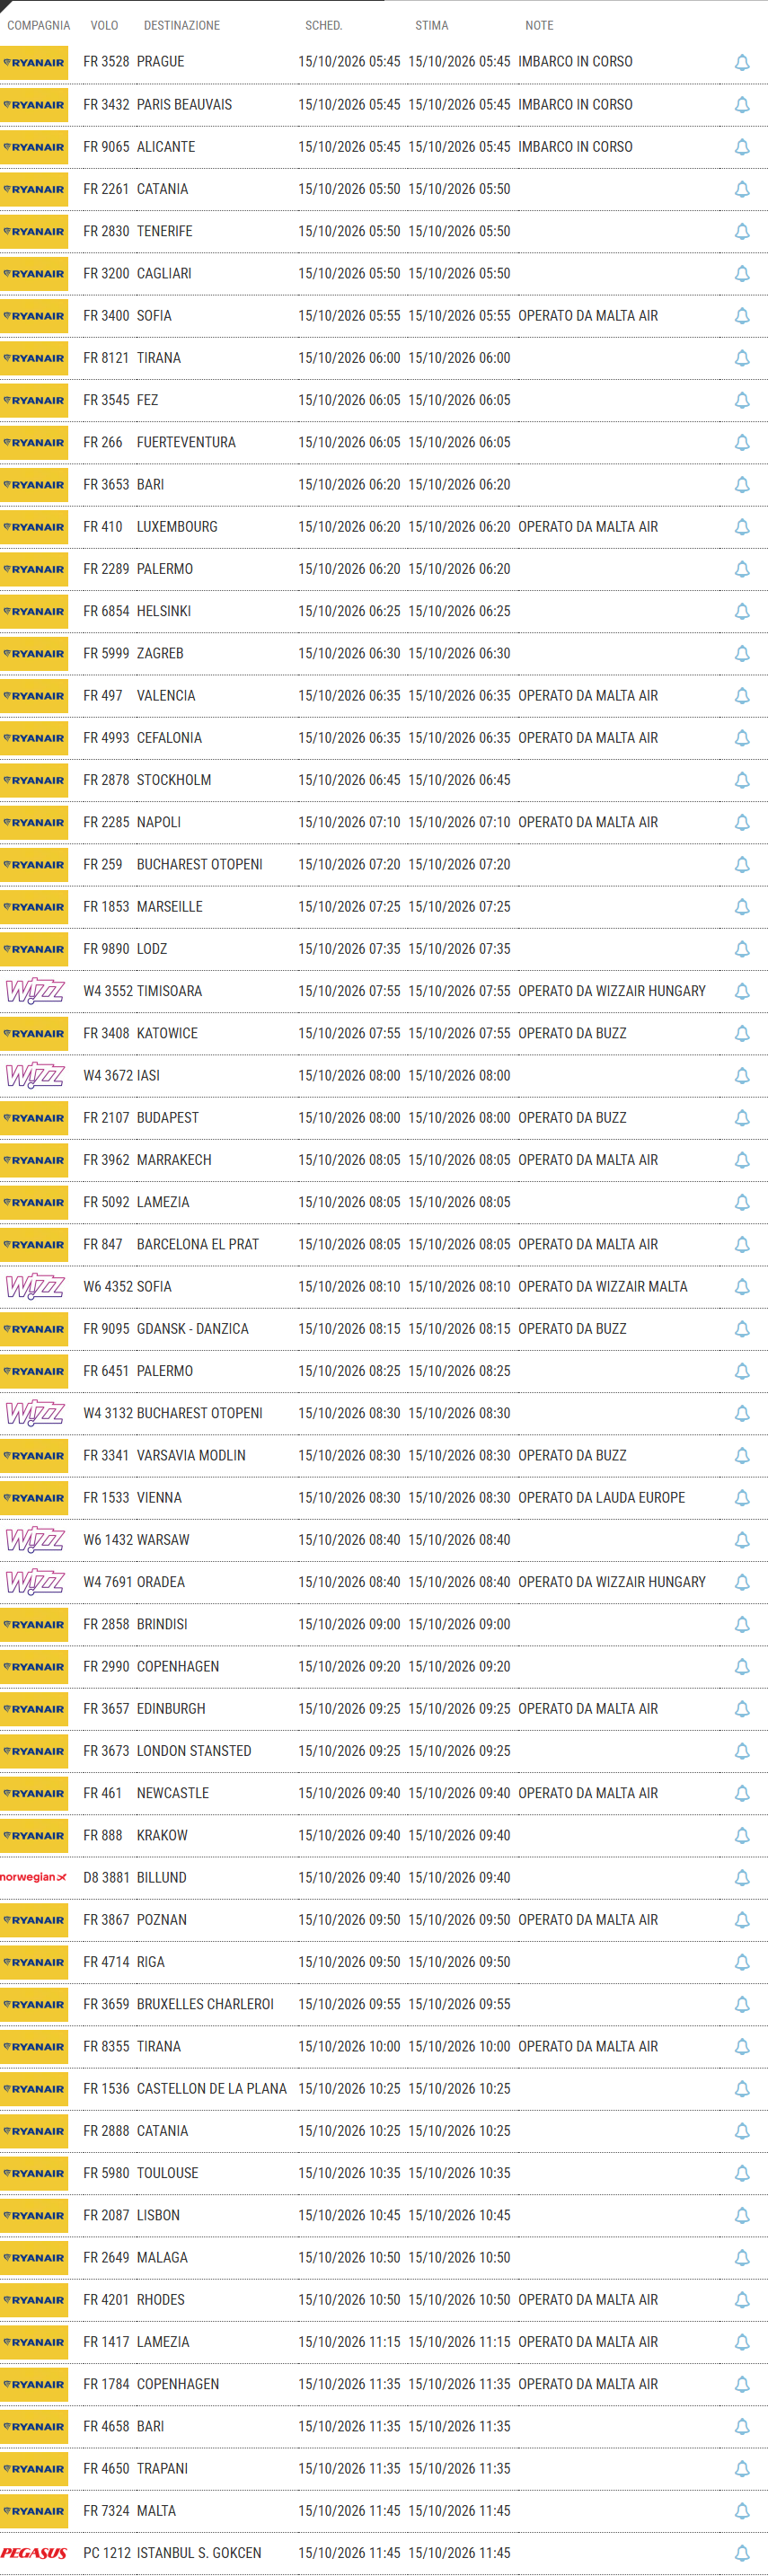 COMPAGNIA VOLO DESTINAZIONE SCHED. STIMA NOTE
RYANAIR FR 3528 PRAGUE 15/10/2026 05:45 15/10/2026 05:45 IMBARCO IN CORSO
RYANAIR FR 3432 PARIS BEAUVAIS 15/10/2026 05:45 15/10/2026 05:45 IMBARCO IN CORSO
RYANAIR FR 9065 ALICANTE 15/10/2026 05:45 15/10/2026 05:45 IMBARCO IN CORSO
RYANAIR FR 2261 CATANIA 15/10/2026 05:50 15/10/2026 05:50
RYANAIR FR 2830 TENERIFE 15/10/2026 05:50 15/10/2026 05:50
RYANAIR FR 3200 CAGLIARI 15/10/2026 05:50 15/10/2026 05:50
RYANAIR FR 3400 SOFIA 15/10/2026 05:55 15/10/2026 05:55 OPERATO DA MALTA AIR
RYANAIR FR 8121 TIRANA 15/10/2026 06:00 15/10/2026 06:00
RYANAIR FR 3545 FEZ 15/10/2026 06:05 15/10/2026 06:05
RYANAIR FR 266 FUERTEVENTURA 15/10/2026 06:05 15/10/2026 06:05
RYANAIR FR 3653 BARI 15/10/2026 06:20 15/10/2026 06:20
RYANAIR FR 410 LUXEMBOURG 15/10/2026 06:20 15/10/2026 06:20 OPERATO DA MALTA AIR
RYANAIR FR 2289 PALERMO 15/10/2026 06:20 15/10/2026 06:20
RYANAIR FR 6854 HELSINKI 15/10/2026 06:25 15/10/2026 06:25
RYANAIR FR 5999 ZAGREB 15/10/2026 06:30 15/10/2026 06:30
RYANAIR FR 497 VALENCIA 15/10/2026 06:35 15/10/2026 06:35 OPERATO DA MALTA AIR
RYANAIR FR 4993 CEFALONIA 15/10/2026 06:35 15/10/2026 06:35 OPERATO DA MALTA AIR
RYANAIR FR 2878 STOCKHOLM 15/10/2026 06:45 15/10/2026 06:45
RYANAIR FR 2285 NAPOLI 15/10/2026 07:10 15/10/2026 07:10 OPERATO DA MALTA AIR
RYANAIR FR 259 BUCHAREST OTOPENI 15/10/2026 07:20 15/10/2026 07:20
RYANAIR FR 1853 MARSEILLE 15/10/2026 07:25 15/10/2026 07:25
RYANAIR FR 9890 LODZ 15/10/2026 07:35 15/10/2026 07:35
WIZZ W4 3552 TIMISOARA 15/10/2026 07:55 15/10/2026 07:55 OPERATO DA WIZZAIR HUNGARY
RYANAIR FR 3408 KATOWICE 15/10/2026 07:55 15/10/2026 07:55 OPERATO DA BUZZ
WIZZ W4 3672 IASI 15/10/2026 08:00 15/10/2026 08:00
RYANAIR FR 2107 BUDAPEST 15/10/2026 08:00 15/10/2026 08:00 OPERATO DA BUZZ
RYANAIR FR 3962 MARRAKECH 15/10/2026 08:05 15/10/2026 08:05 OPERATO DA MALTA AIR
RYANAIR FR 5092 LAMEZIA 15/10/2026 08:05 15/10/2026 08:05
RYANAIR FR 847 BARCELONA EL PRAT 15/10/2026 08:05 15/10/2026 08:05 OPERATO DA MALTA AIR
WIZZ W6 4352 SOFIA 15/10/2026 08:10 15/10/2026 08:10 OPERATO DA WIZZAIR MALTA
RYANAIR FR 9095 GDANSK - DANZICA 15/10/2026 08:15 15/10/2026 08:15 OPERATO DA BUZZ
RYANAIR FR 6451 PALERMO 15/10/2026 08:25 15/10/2026 08:25
WIZZ W4 3132 BUCHAREST OTOPENI 15/10/2026 08:30 15/10/2026 08:30
RYANAIR FR 3341 VARSAVIA MODLIN 15/10/2026 08:30 15/10/2026 08:30 OPERATO DA BUZZ
RYANAIR FR 1533 VIENNA 15/10/2026 08:30 15/10/2026 08:30 OPERATO DA LAUDA EUROPE
WIZZ W6 1432 WARSAW 15/10/2026 08:40 15/10/2026 08:40
WIZZ W4 7691 ORADEA 15/10/2026 08:40 15/10/2026 08:40 OPERATO DA WIZZAIR HUNGARY
RYANAIR FR 2858 BRINDISI 15/10/2026 09:00 15/10/2026 09:00
RYANAIR FR 2990 COPENHAGEN 15/10/2026 09:20 15/10/2026 09:20
RYANAIR FR 3657 EDINBURGH 15/10/2026 09:25 15/10/2026 09:25 OPERATO DA MALTA AIR
RYANAIR FR 3673 LONDON STANSTED 15/10/2026 09:25 15/10/2026 09:25
RYANAIR FR 461 NEWCASTLE 15/10/2026 09:40 15/10/2026 09:40 OPERATO DA MALTA AIR
RYANAIR FR 888 KRAKOW 15/10/2026 09:40 15/10/2026 09:40
norwegian D8 3881 BILLUND 15/10/2026 09:40 15/10/2026 09:40
RYANAIR FR 3867 POZNAN 15/10/2026 09:50 15/10/2026 09:50 OPERATO DA MALTA AIR
RYANAIR FR 4714 RIGA 15/10/2026 09:50 15/10/2026 09:50
RYANAIR FR 3659 BRUXELLES CHARLEROI 15/10/2026 09:55 15/10/2026 09:55
RYANAIR FR 8355 TIRANA 15/10/2026 10:00 15/10/2026 10:00 OPERATO DA MALTA AIR
RYANAIR FR 1536 CASTELLON DE LA PLANA 15/10/2026 10:25 15/10/2026 10:25
RYANAIR FR 2888 CATANIA 15/10/2026 10:25 15/10/2026 10:25
RYANAIR FR 5980 TOULOUSE 15/10/2026 10:35 15/10/2026 10:35
RYANAIR FR 2087 LISBON 15/10/2026 10:45 15/10/2026 10:45
RYANAIR FR 2649 MALAGA 15/10/2026 10:50 15/10/2026 10:50
RYANAIR FR 4201 RHODES 15/10/2026 10:50 15/10/2026 10:50 OPERATO DA MALTA AIR
RYANAIR FR 1417 LAMEZIA 15/10/2026 11:15 15/10/2026 11:15 OPERATO DA MALTA AIR
RYANAIR FR 1784 COPENHAGEN 15/10/2026 11:35 15/10/2026 11:35 OPERATO DA MALTA AIR
RYANAIR FR 4658 BARI 15/10/2026 11:35 15/10/2026 11:35
RYANAIR FR 4650 TRAPANI 15/10/2026 11:35 15/10/2026 11:35
RYANAIR FR 7324 MALTA 15/10/2026 11:45 15/10/2026 11:45
PEGASUS PC 1212 ISTANBUL S. GOKCEN 15/10/2026 11:45 15/10/2026 11:45